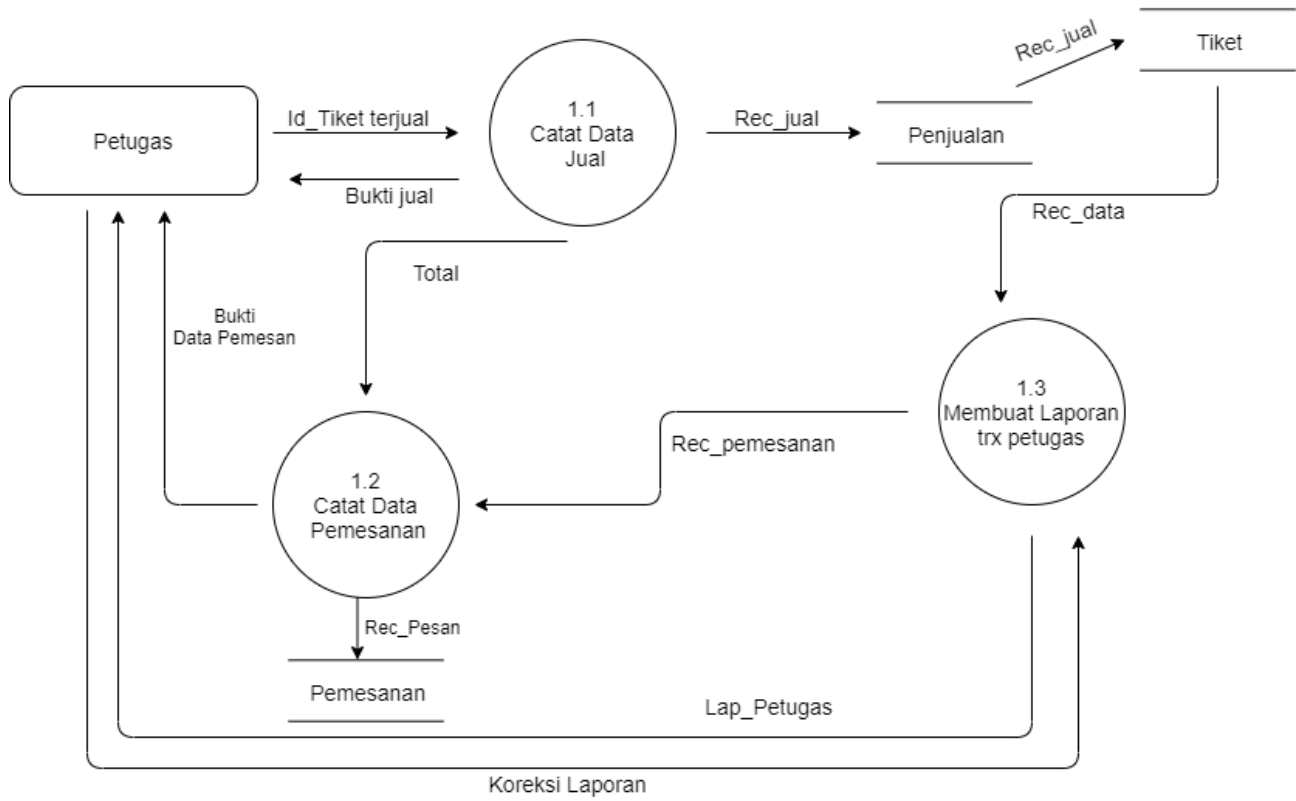 Rec_jual
Tiket
Petugas
Id_Tiket terjual
1.1
Catat Data
Jual
Rec_jual
Penjualan
Bukti jual
Rec_data
Total
Bukti
Data Pemesan
1.3
Membuat Laporan
trx petugas
Rec_pemesanan
1.2
Catat Data
Pemesanan
Rec_Pesan
Pemesanan
Lap_Petugas
Koreksi Laporan